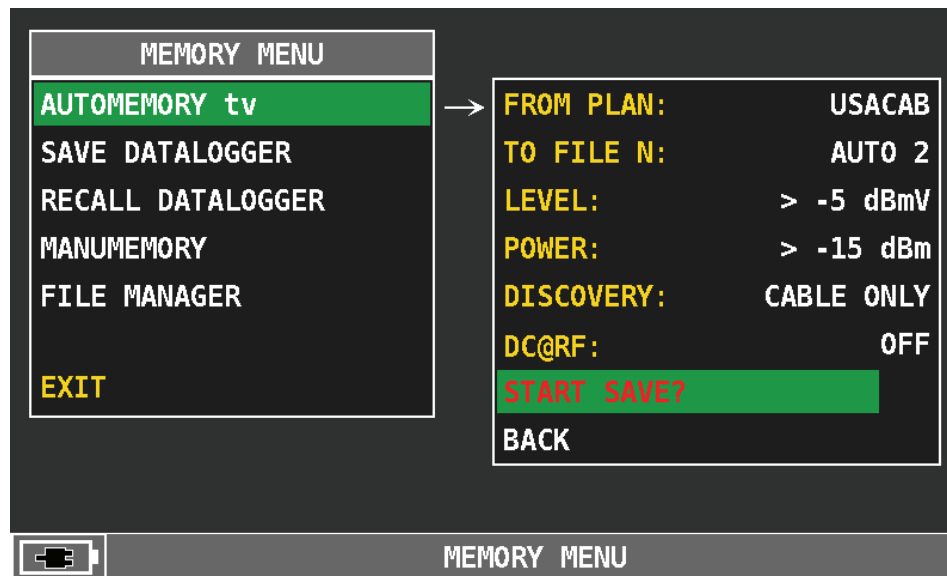 MEMORY MENU
AUTOMEMORY tv
SAVE DATALOGGER
RECALL DATALOGGER
MANUMEMORY
FILE MANAGER
EXIT
FROM PLAN: USACAB
TO FILE N: AUTO 2
LEVEL: > -5 dBmV
POWER: > -15 dBm
DISCOVERY: CABLE ONLY
DC@RF: OFF
START SAVE?
BACK
MEMORY MENU